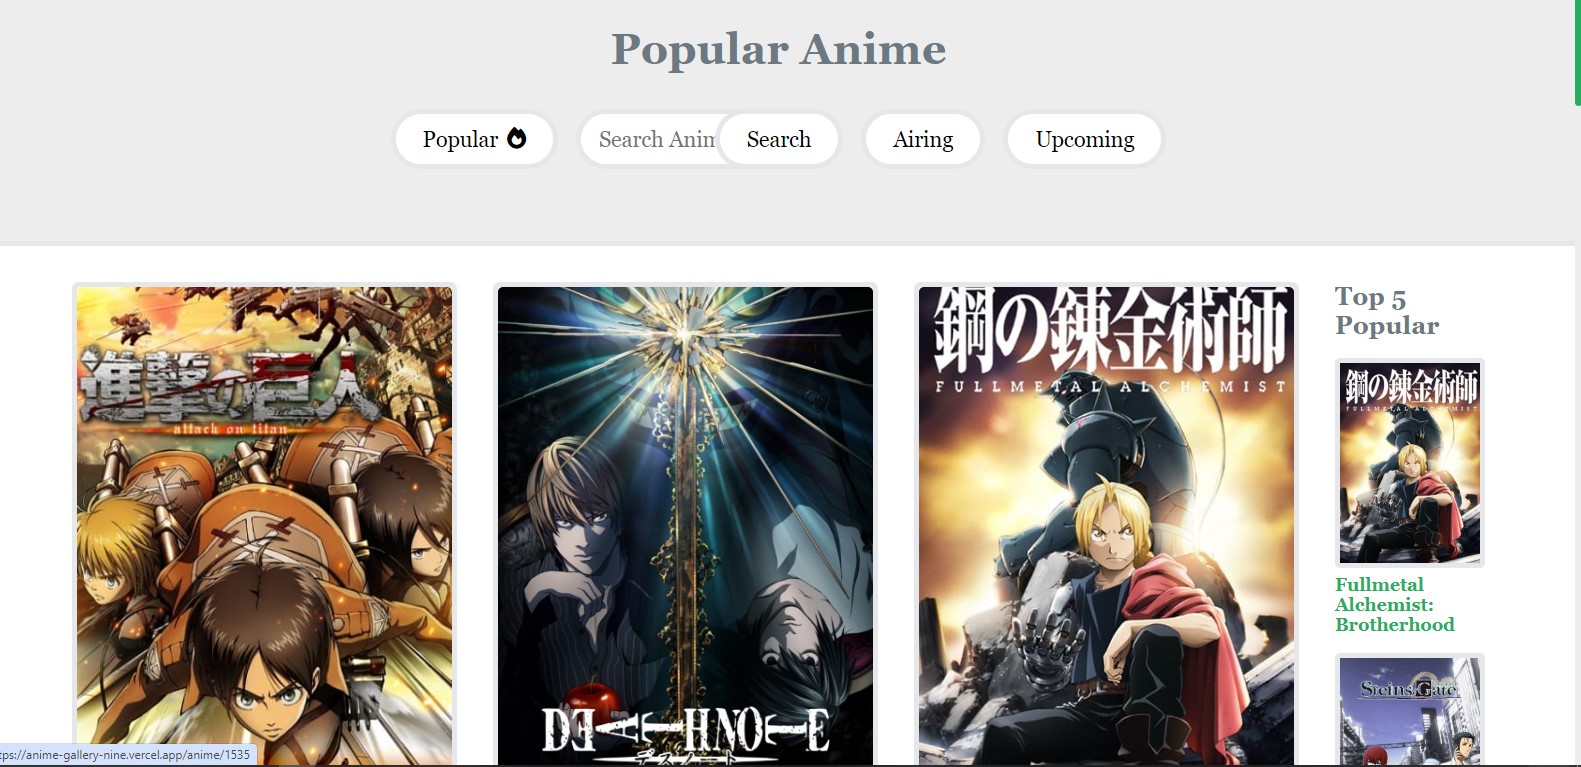 Popular Anime
Popular
Search Anim
Search
Airing
Upcoming
進撃の巨人
attack on titan
DEATHNOTE
デスノート
鋼の錬金術師
FULLMETAL ALCHEMIST
Top 5
Popular
鋼の錬金術師
FULLMETAL ALCHEMIST
Fullmetal
Alchemist:
Brotherhood
Steins;Gate
tps://anime-gallery-nine.vercel.app/anime/1535